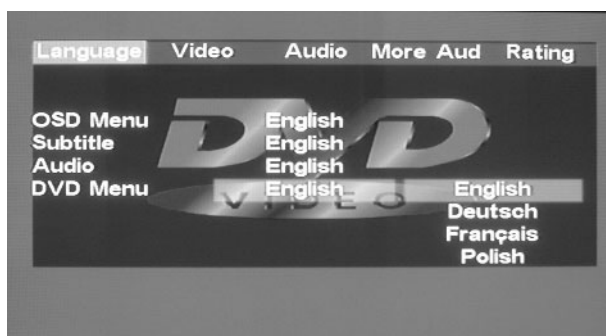 Language Video Audio More Aud Rating
DVD
OSD Menu English
Subtitle English
Audio English
DVD Menu English English
VIDEO
Deutsch
Français
Polish